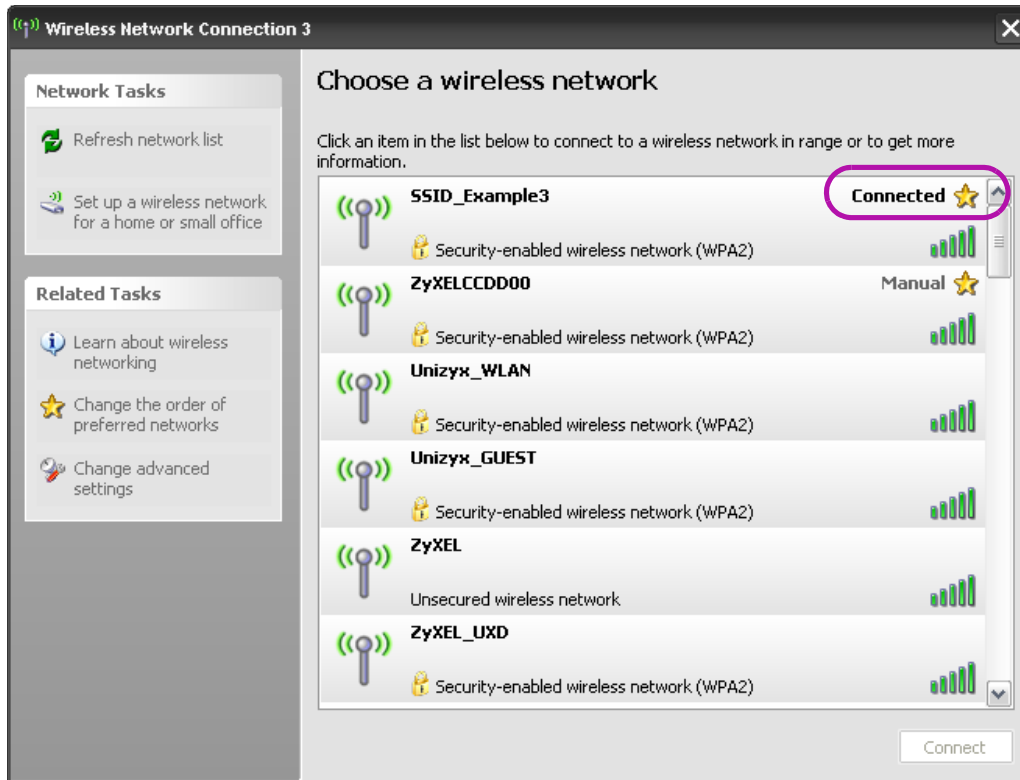 Wireless Network Connection 3
Network Tasks
Refresh network list
Set up a wireless network
for a home or small office
Related Tasks
Learn about wireless
networking
Change the order of
preferred networks
Change advanced
settings
Choose a wireless network
Click an item in the list below to connect to a wireless network in range or to get more
information.
SSID_Example3 Connected
Security-enabled wireless network (WPA2)
ZyXELCCDD00 Manual
Security-enabled wireless network (WPA2)
Unizyx_WLAN
Security-enabled wireless network (WPA2)
Unizyx_GUEST
Security-enabled wireless network (WPA2)
ZyXEL
Unsecured wireless network
ZyXEL_UXD
Security-enabled wireless network (WPA2)
Connect